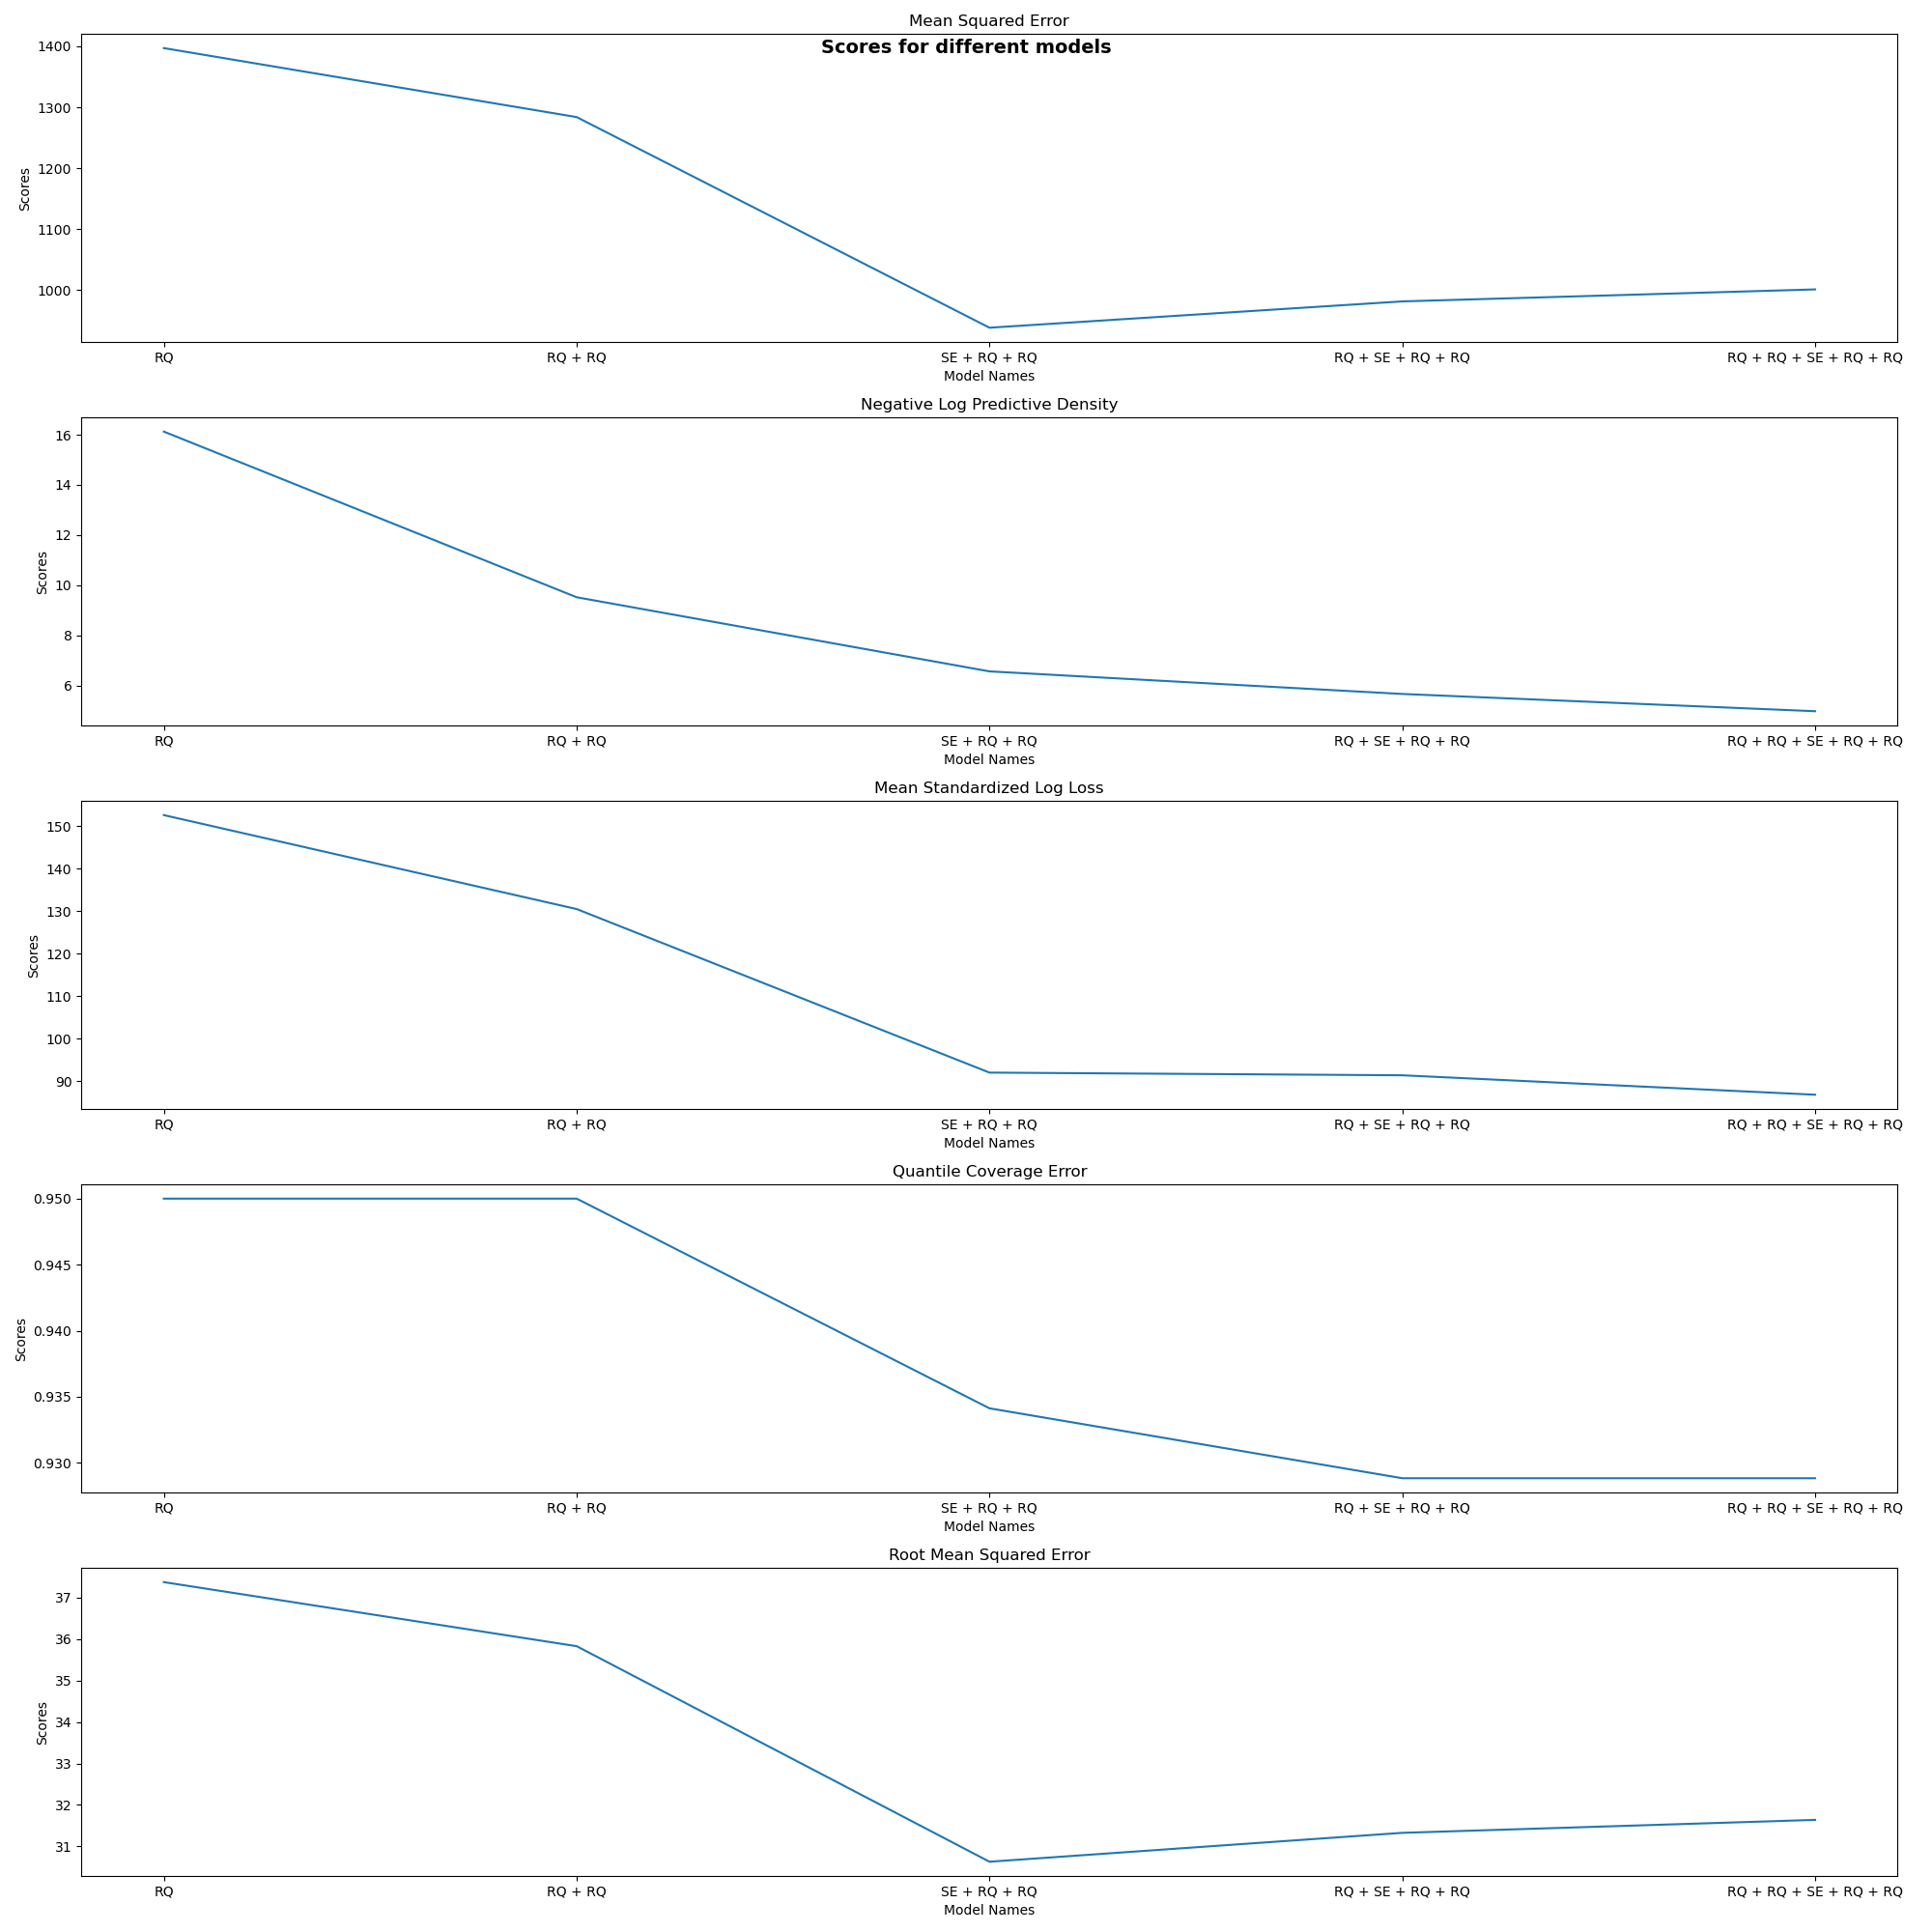 Mean Squared Error
Scores for different models
1400
1300
1200
1100
1000
Scores
RQ
RQ + RQ
SE + RQ + RQ
RQ + SE + RQ + RQ
RQ + RQ + SE + RQ + RQ
Model Names
Negative Log Predictive Density
16
14
12
10
8
6
Scores
RQ
RQ + RQ
SE + RQ + RQ
RQ + SE + RQ + RQ
RQ + RQ + SE + RQ + RQ
Model Names
Mean Standardized Log Loss
150
140
130
120
110
100
90
Scores
RQ
RQ + RQ
SE + RQ + RQ
RQ + SE + RQ + RQ
RQ + RQ + SE + RQ + RQ
Model Names
Quantile Coverage Error
0.950
0.945
0.940
0.935
0.930
Scores
RQ
RQ + RQ
SE + RQ + RQ
RQ + SE + RQ + RQ
RQ + RQ + SE + RQ + RQ
Model Names
Root Mean Squared Error
37
36
35
34
33
32
31
Scores
RQ
RQ + RQ
SE + RQ + RQ
RQ + SE + RQ + RQ
RQ + RQ + SE + RQ + RQ
Model Names